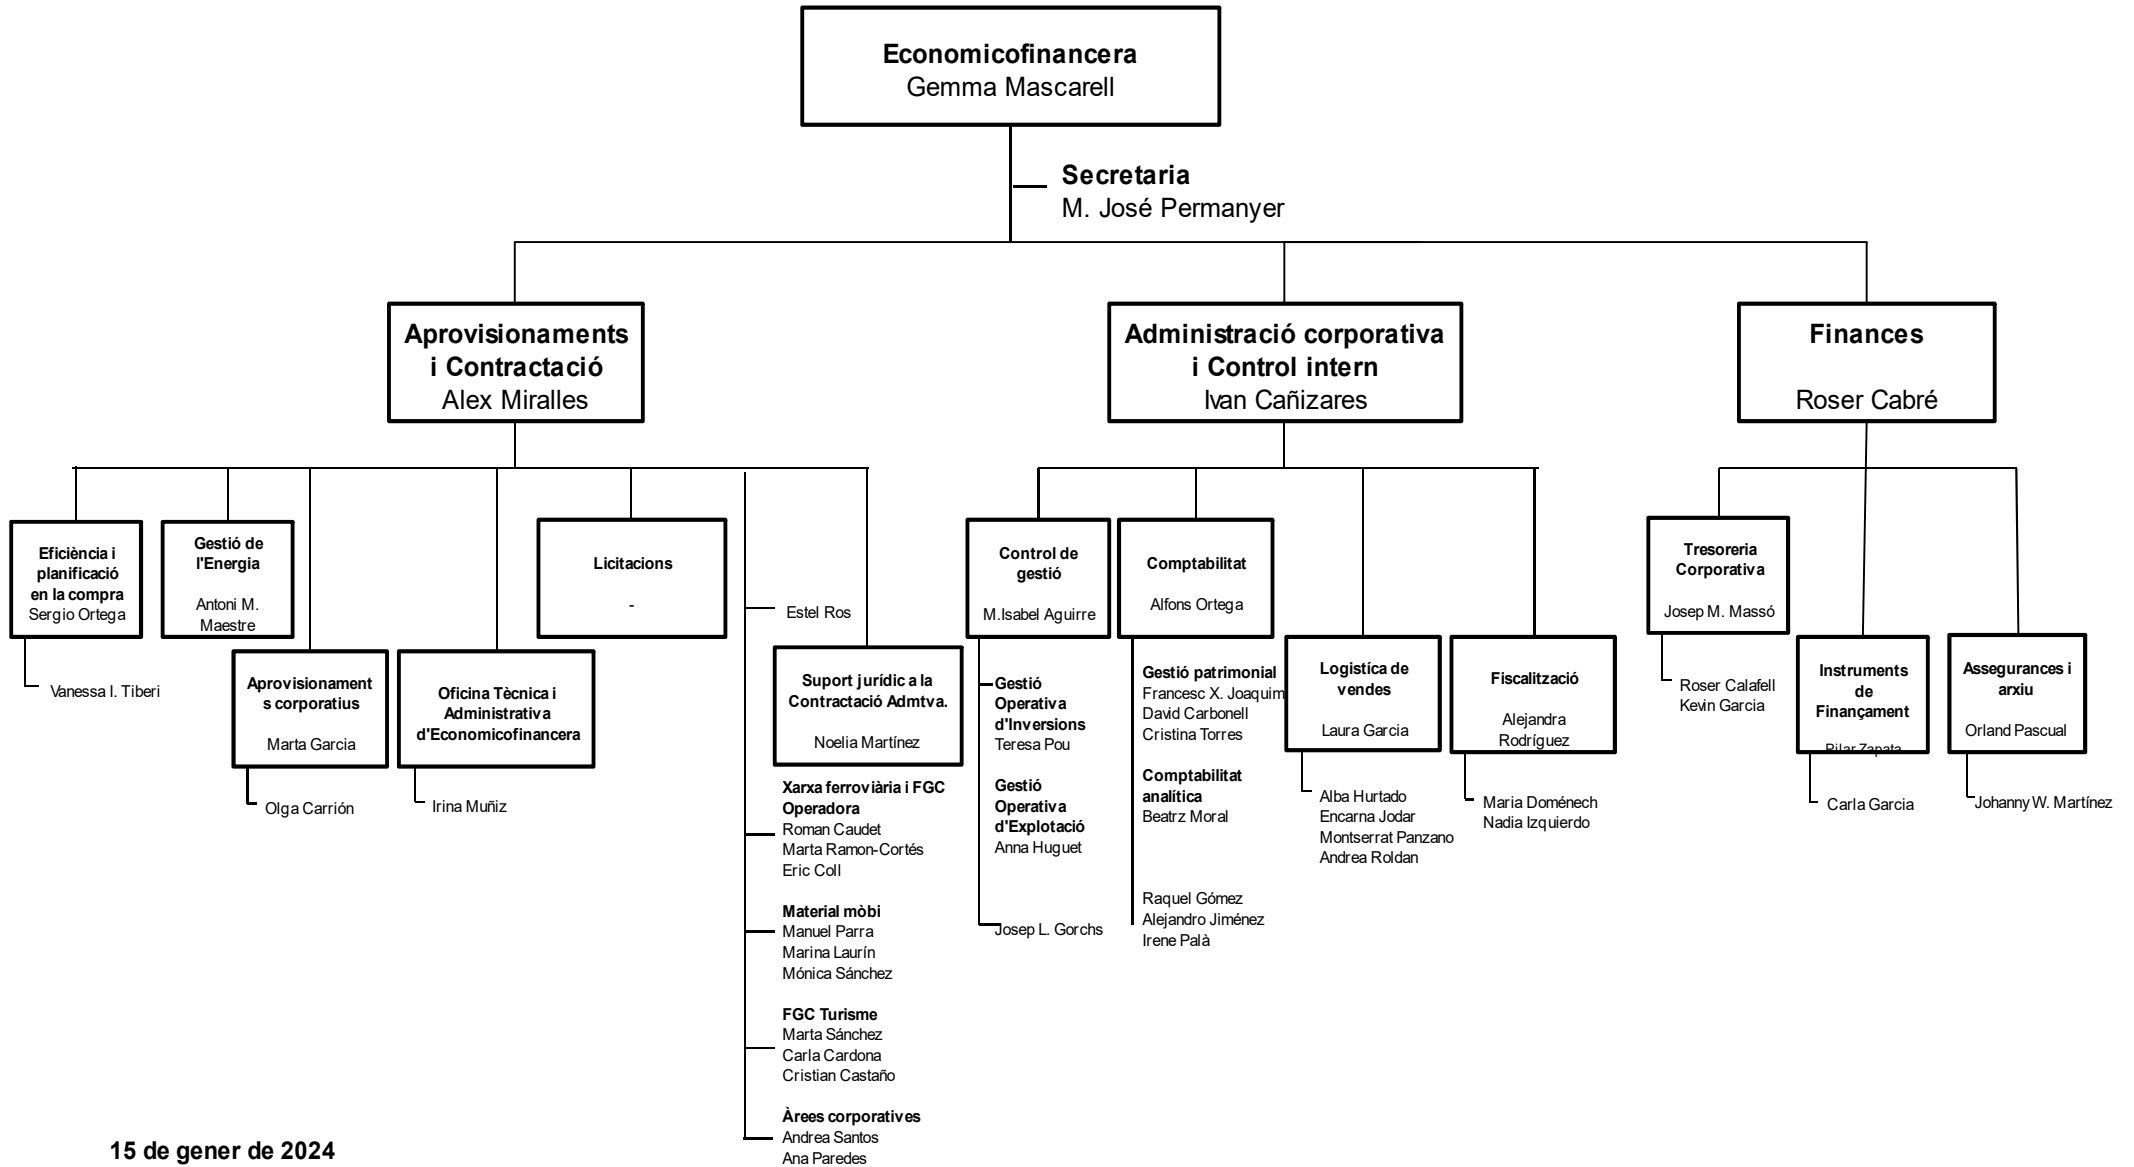 Economicofinancera
Gemma Mascarell
Secretaria
M. José Permanyer
Aprovisionaments
i Contractació
Alex Miralles
Administració corporativa
i Control intern
Ivan Cañizares
Finances
Roser Cabré
Eficiència i
planificació
en la compra
Sergio Ortega
Vanessa I. Tiberi
Gestió de
l'Energia
Antoni M.
Maestre
Aprovisionament
s corporatius
Marta Garcia
Olga Carrión
Oficina Tècnica i
Administrativa
d'Economicofinancera
Irina Muñiz
Licitacions
-
Estel Ros
Suport jurídic a la
Contractació Admtva.
Noelia Martínez
Xarxa ferroviària i FGC
Operadora
Roman Caudet
Marta Ramon-Cortés
Eric Coll
Material mòbi
Manuel Parra
Marina Laurín
Mónica Sánchez
FGC Turisme
Marta Sánchez
Carla Cardona
Cristian Castaño
Àrees corporatives
Andrea Santos
Ana Paredes
Control de
gestió
M.Isabel Aguirre
Gestió
Operativa
d'Inversions
Teresa Pou
Gestió
Operativa
d'Explotació
Anna Huguet
Josep L. Gorchs
Comptabilitat
Alfons Ortega
Gestió patrimonial
Francesc X. Joaquim
David Carbonell
Cristina Torres
Comptabilitat
analítica
Beatrz Moral
Raquel Gómez
Alejandro Jiménez
Irene Palà
Logistíca de
vendes
Laura Garcia
Alba Hurtado
Encarna Jodar
Montserrat Panzano
Andrea Roldan
Fiscalització
Alejandra
Rodríguez
Maria Doménech
Nadia Izquierdo
Tresoreria
Corporativa
Josep M. Massó
Roser Calafell
Kevin Garcia
Instruments
de
Finançament
Pilar Zapata
Carla Garcia
Assegurances i
arxiu
Orland Pascual
Johanny W. Martínez
15 de gener de 2024